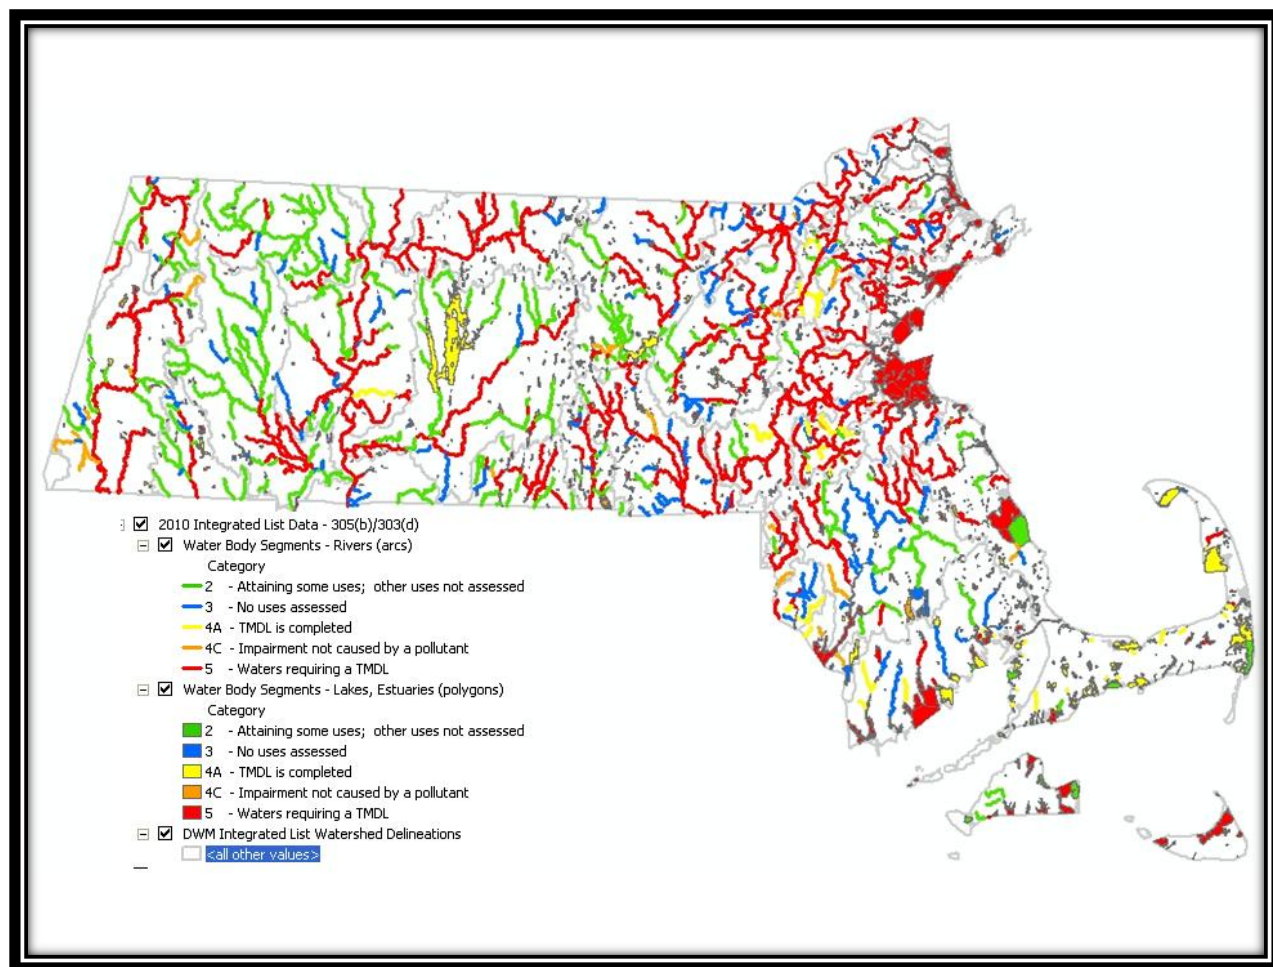 2010 Integrated List Data - 305(b)/303(d)
Water Body Segments - Rivers (arcs)
Category
2 - Attaining some uses; other uses not assessed
3 - No uses assessed
4A - TMDL is completed
4C - Impairment not caused by a pollutant
5 - Waters requiring a TMDL
Water Body Segments - Lakes, Estuaries (polygons)
Category
2 - Attaining some uses; other uses not assessed
3 - No uses assessed
4A - TMDL is completed
4C - Impairment not caused by a pollutant
5 - Waters requiring a TMDL
DWM Integrated List Watershed Delineations
<all other values>